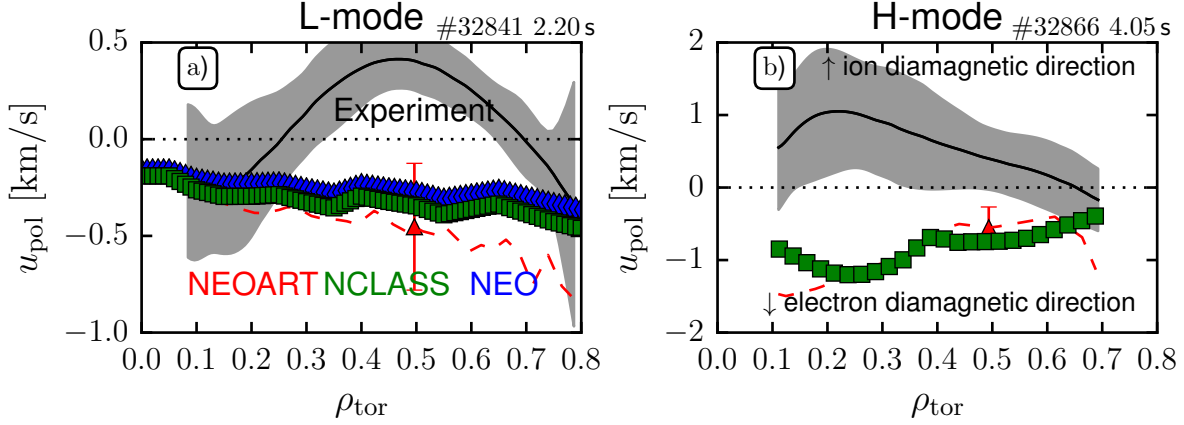 L-mode
#32841 2.20 s
H-mode
#32866 4.05 s
a)
Experiment
NEOART
NCLASS
NEO
0.5
0.0
−0.5
−1.0
u_pol [km/s]
0.0 0.1 0.2 0.3 0.4 0.5 0.6 0.7 0.8
ρ_tor
b)
↑ ion diamagnetic direction
↓ electron diamagnetic direction
2
1
0
−1
−2
u_pol [km/s]
0.0 0.1 0.2 0.3 0.4 0.5 0.6 0.7 0.8
ρ_tor